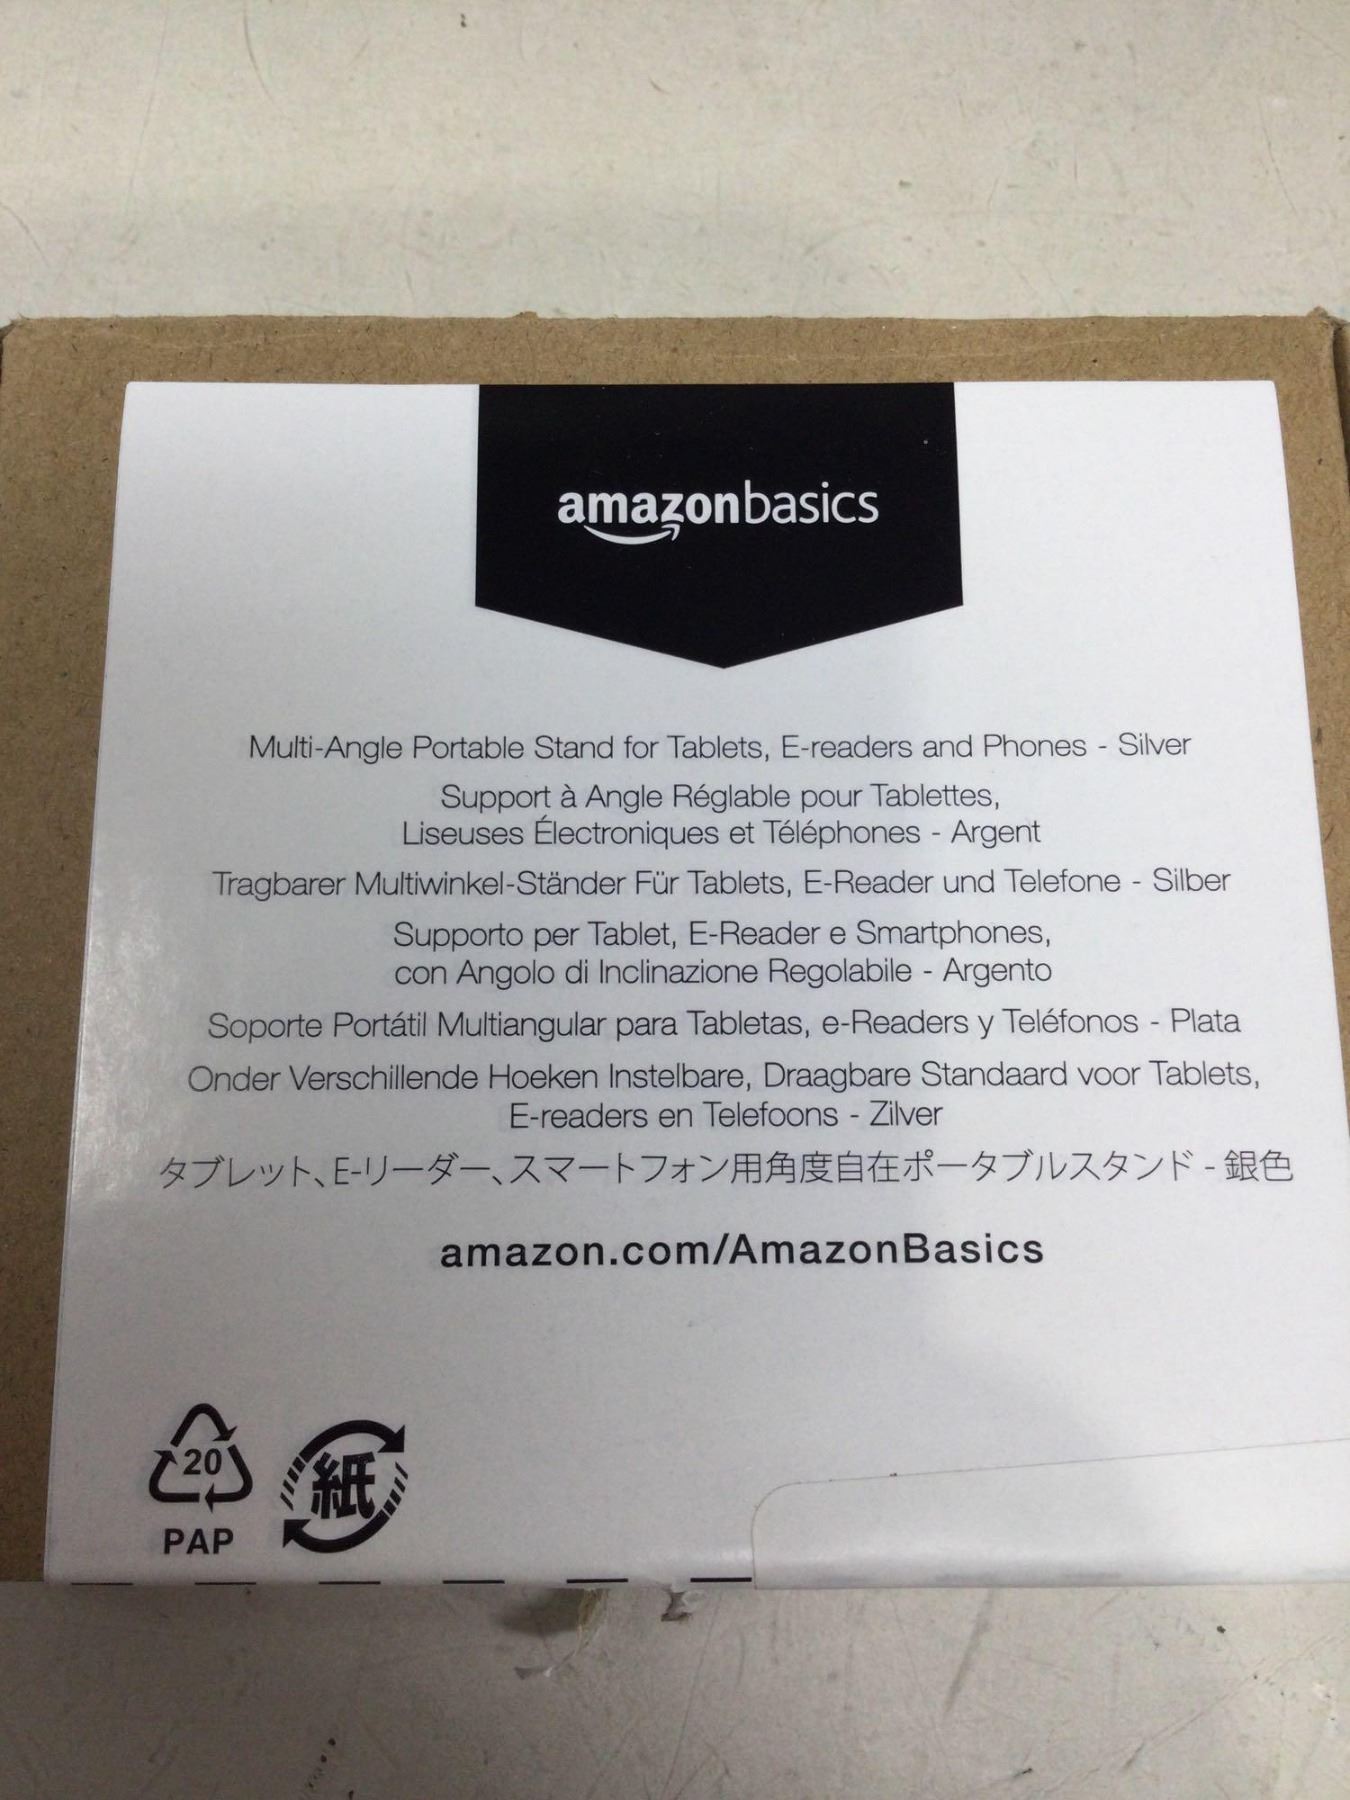 amazonbasics
Multi-Angle Portable Stand for Tablets, E-readers and Phones - Silver
Support à Angle Réglable pour Tablettes,
Liseuses Électroniques et Téléphones - Argent
Tragbarer Multiwinkel-Ständer Für Tablets, E-Reader und Telefone - Silber
Supporto per Tablet, E-Reader e Smartphones,
con Angolo di Inclinazione Regolabile - Argento
Soporte Portátil Multiangular para Tabletas, e-Readers y Teléfonos - Plata
Onder Verschillende Hoeken Instelbare, Draagbare Standaard voor Tablets,
E-readers en Telefoons - Zilver
タブレット、E-リーダー、スマートフォン用角度自在ポータブルスタンド - 銀色
amazon.com/AmazonBasics
20
PAP
紙